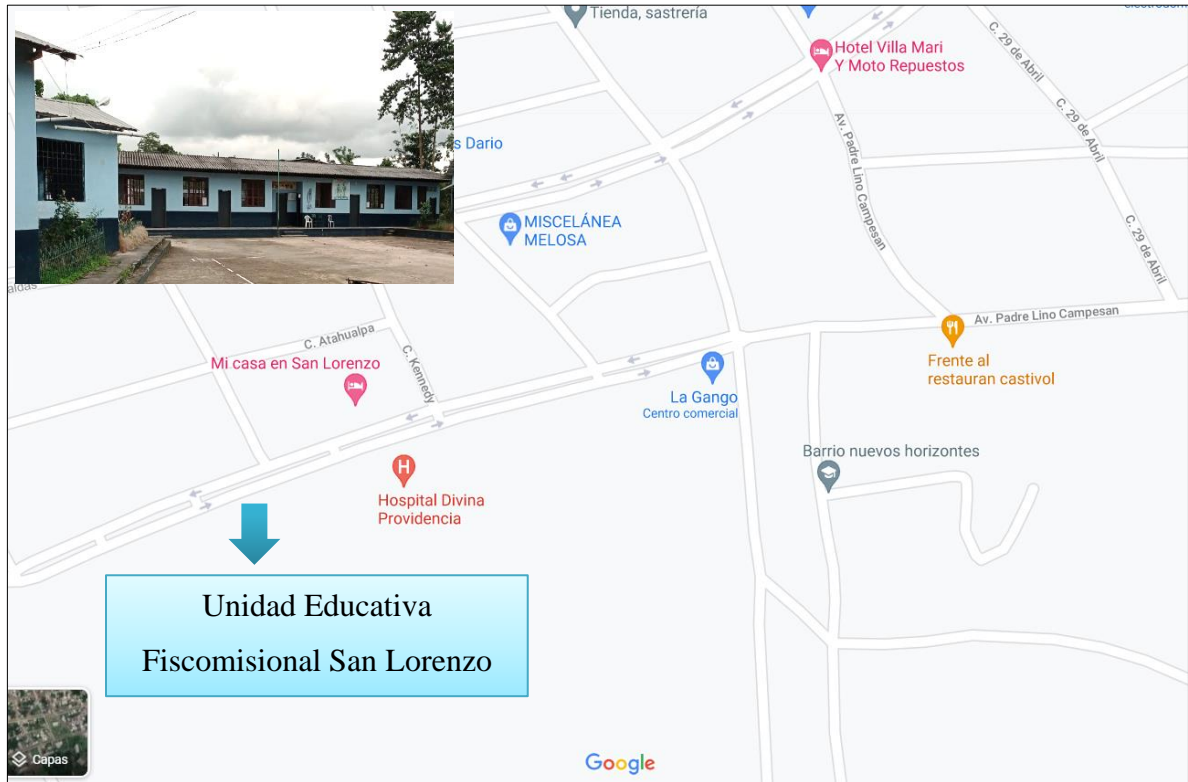 Tienda, sastrería
Hotel Villa Mari
Y Moto Repuestos
C. 29 de Abril
C. 29 de Abril
C. 29 de Abril
Av. Padre Lino Campesan
s Dario
MISCELÁNEA
MELOSA
C. Atahualpa
C. Kennedy
Mi casa en San Lorenzo
Av. Padre Lino Campesan
Frente al
restauran castivol
La Gango
Centro comercial
Barrio nuevos horizontes
H
Hospital Divina
Providencia
Unidad Educativa
Fiscomisional San Lorenzo
Capas
Google